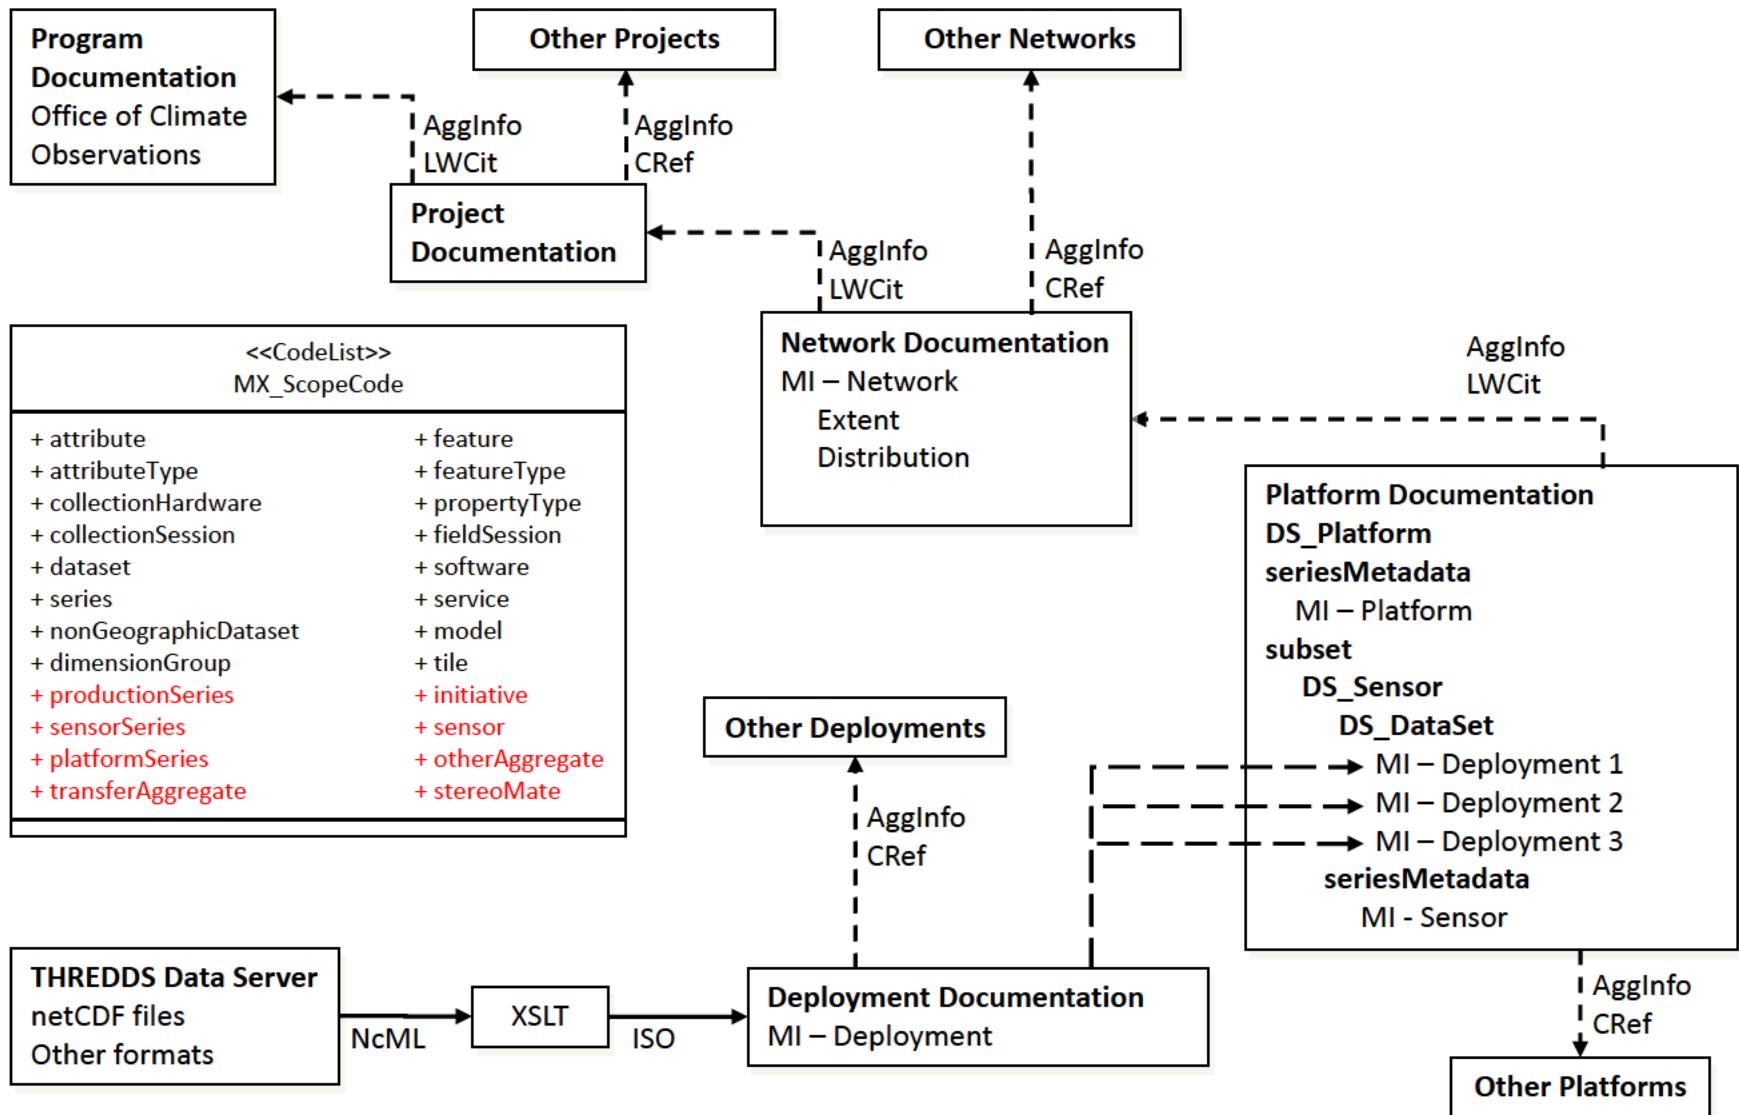 Program
Documentation
Office of Climate
Observations
Other Projects
Other Networks
AggInfo
LWCit
AggInfo
CRef
Project
Documentation
AggInfo
LWCit
AggInfo
CRef
Network Documentation
MI – Network
Extent
Distribution
AggInfo
LWCit
<<CodeList>>
MX_ScopeCode
+ attribute
+ attributeType
+ collectionHardware
+ collectionSession
+ dataset
+ series
+ nonGeographicDataset
+ dimensionGroup
+ productionSeries
+ sensorSeries
+ platformSeries
+ transferAggregate
+ feature
+ featureType
+ propertyType
+ fieldSession
+ software
+ service
+ model
+ tile
+ initiative
+ sensor
+ otherAggregate
+ stereoMate
Platform Documentation
DS_Platform
seriesMetadata
MI – Platform
subset
DS_Sensor
DS_DataSet
MI – Deployment 1
MI – Deployment 2
MI – Deployment 3
seriesMetadata
MI - Sensor
Other Deployments
AggInfo
CRef
THREDDS Data Server
netCDF files
Other formats
NcML
XSLT
ISO
Deployment Documentation
MI – Deployment
AggInfo
CRef
Other Platforms